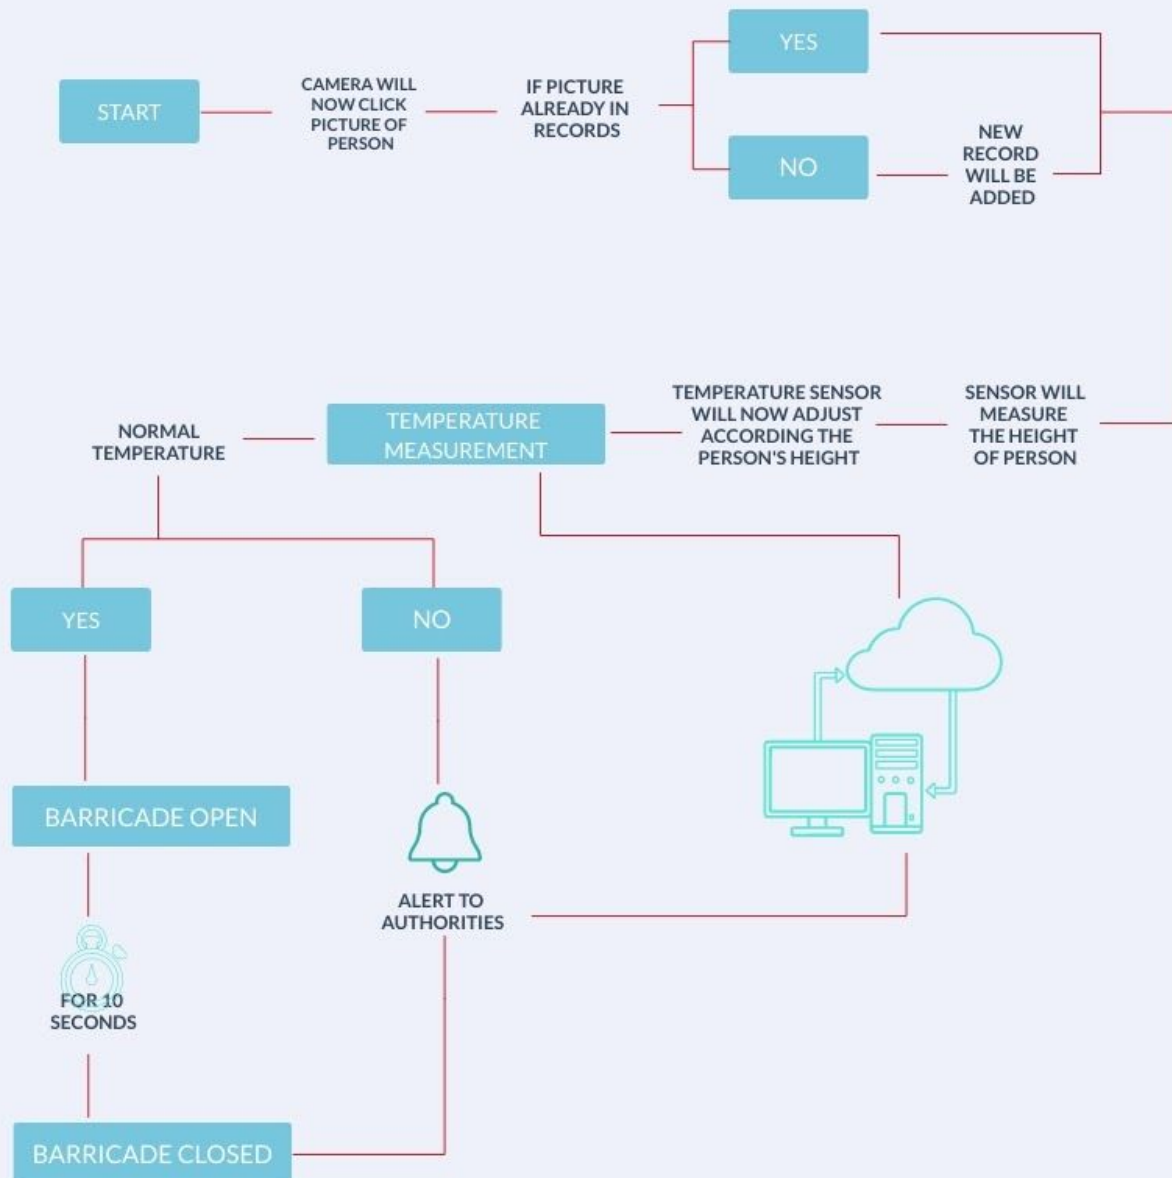 START
CAMERA WILL
NOW CLICK
PICTURE OF
PERSON
IF PICTURE
ALREADY IN
RECORDS
YES
NO
NEW
RECORD
WILL BE
ADDED
SENSOR WILL
MEASURE
THE HEIGHT
OF PERSON
TEMPERATURE SENSOR
WILL NOW ADJUST
ACCORDING THE
PERSON'S HEIGHT
TEMPERATURE
MEASUREMENT
NORMAL
TEMPERATURE
YES
NO
BARRICADE OPEN
ALERT TO
AUTHORITIES
FOR 10
SECONDS
BARRICADE CLOSED